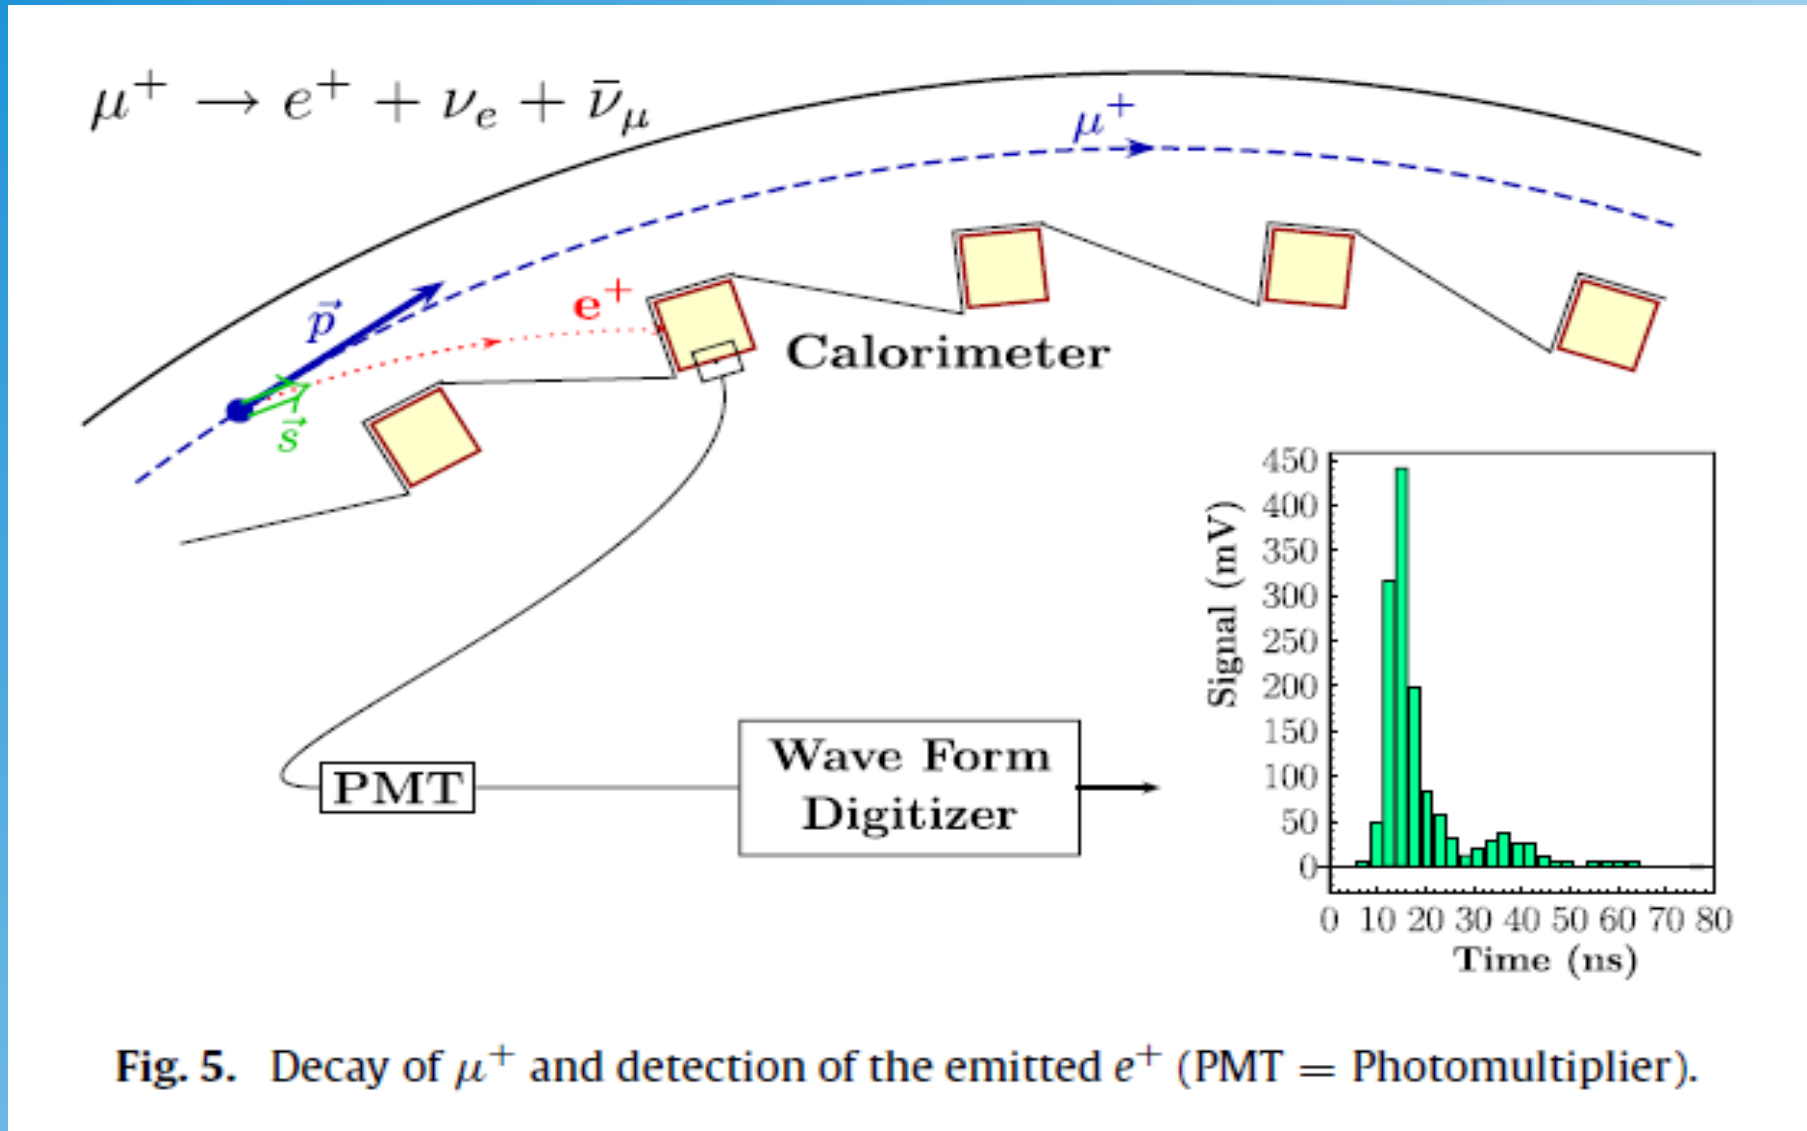 μ⁺ → e⁺ + νₑ + ν̄_μ
μ⁺
p⃗
e⁺
s⃗
Calorimeter
PMT
Wave Form
Digitizer
Signal (mV)
450
400
350
300
250
200
150
100
50
0
0 10 20 30 40 50 60 70 80
Time (ns)
Fig. 5. Decay of μ⁺ and detection of the emitted e⁺ (PMT = Photomultiplier).